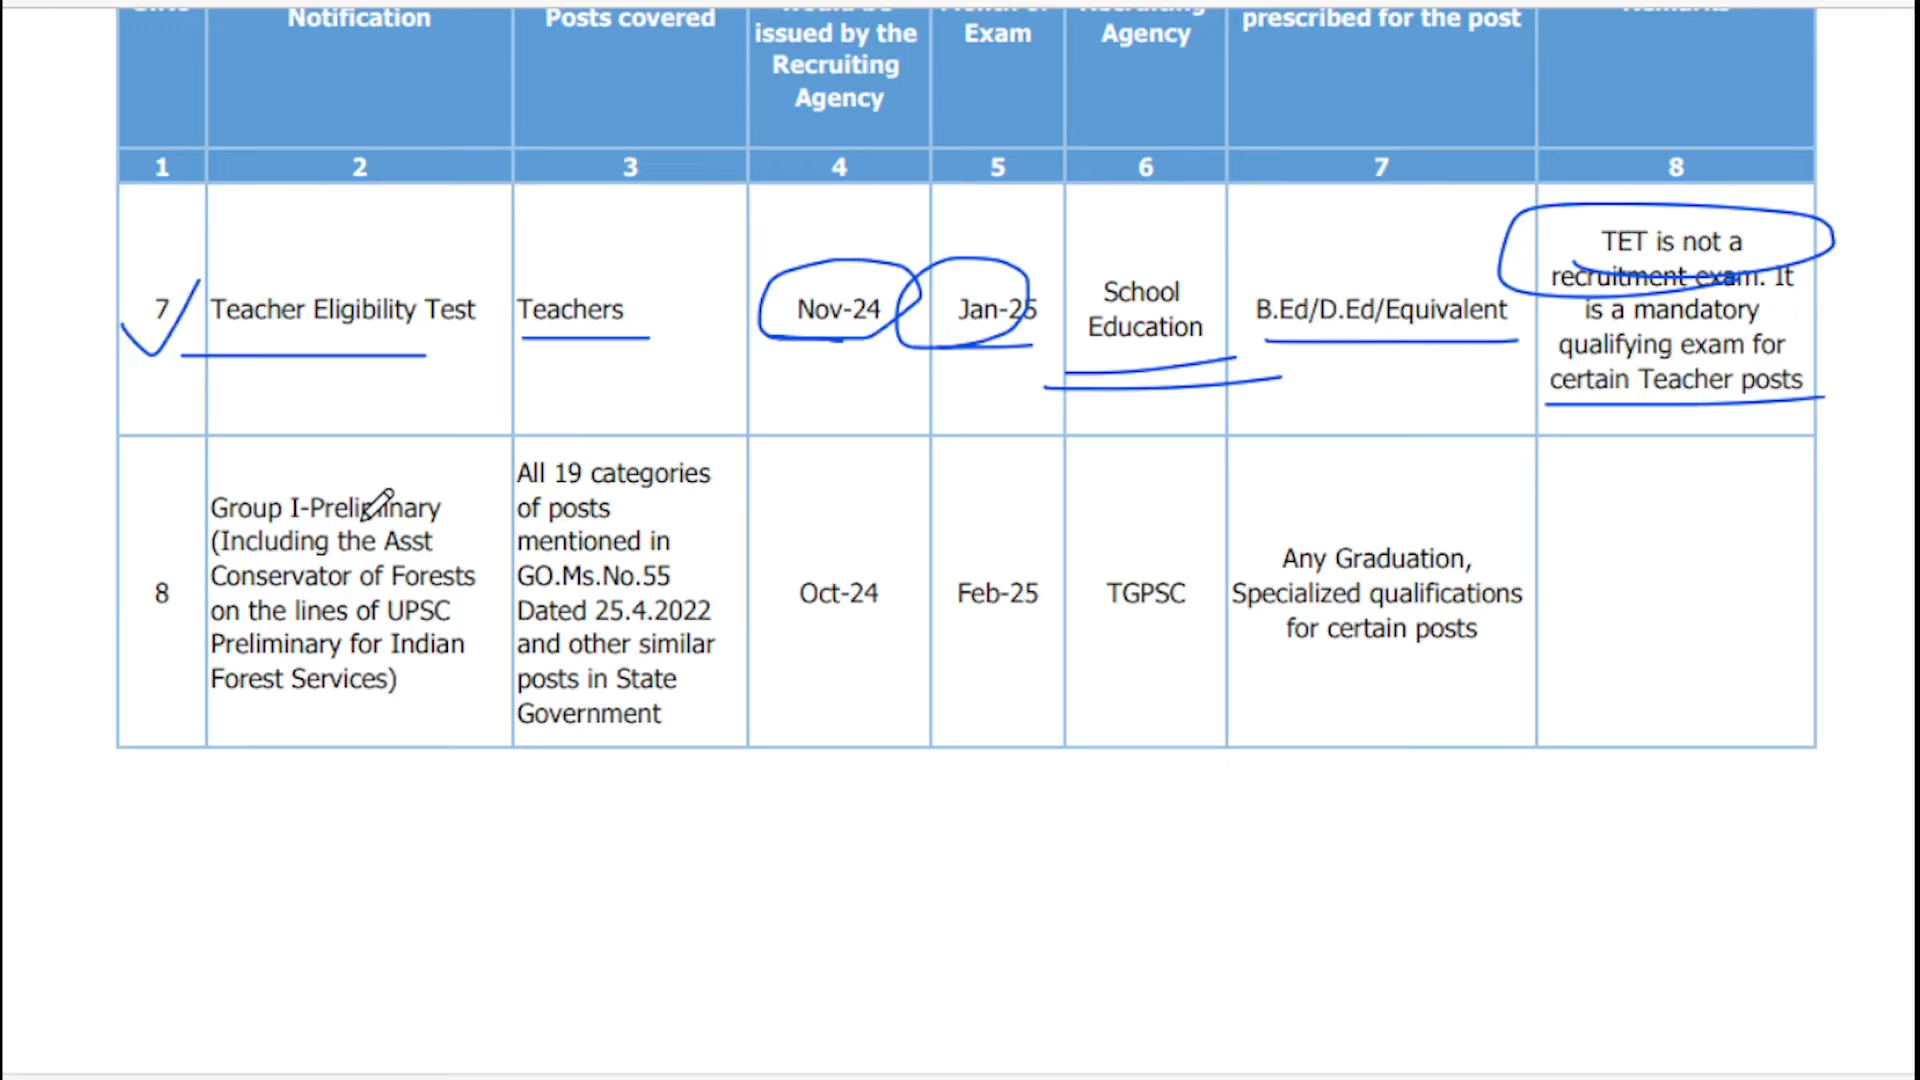 Notification
Posts covered
issued by the
Recruiting
Agency
Exam
Agency
prescribed for the post
1 2 3 4 5 6 7 8
7
Teacher Eligibility Test
Teachers
Nov-24
Jan-25
School
Education
B.Ed/D.Ed/Equivalent
TET is not a
recruitment exam. It
is a mandatory
qualifying exam for
certain Teacher posts
8
Group I-Preliminary
(Including the Asst
Conservator of Forests
on the lines of UPSC
Preliminary for Indian
Forest Services)
All 19 categories
of posts
mentioned in
GO.Ms.No.55
Dated 25.4.2022
and other similar
posts in State
Government
Oct-24
Feb-25
TGPSC
Any Graduation,
Specialized qualifications
for certain posts